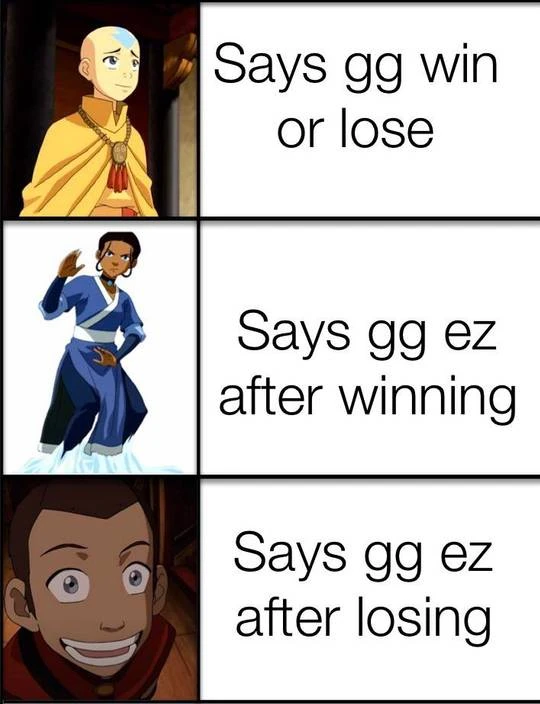 Says gg win
or lose
Says gg ez
after winning
Says gg ez
after losing